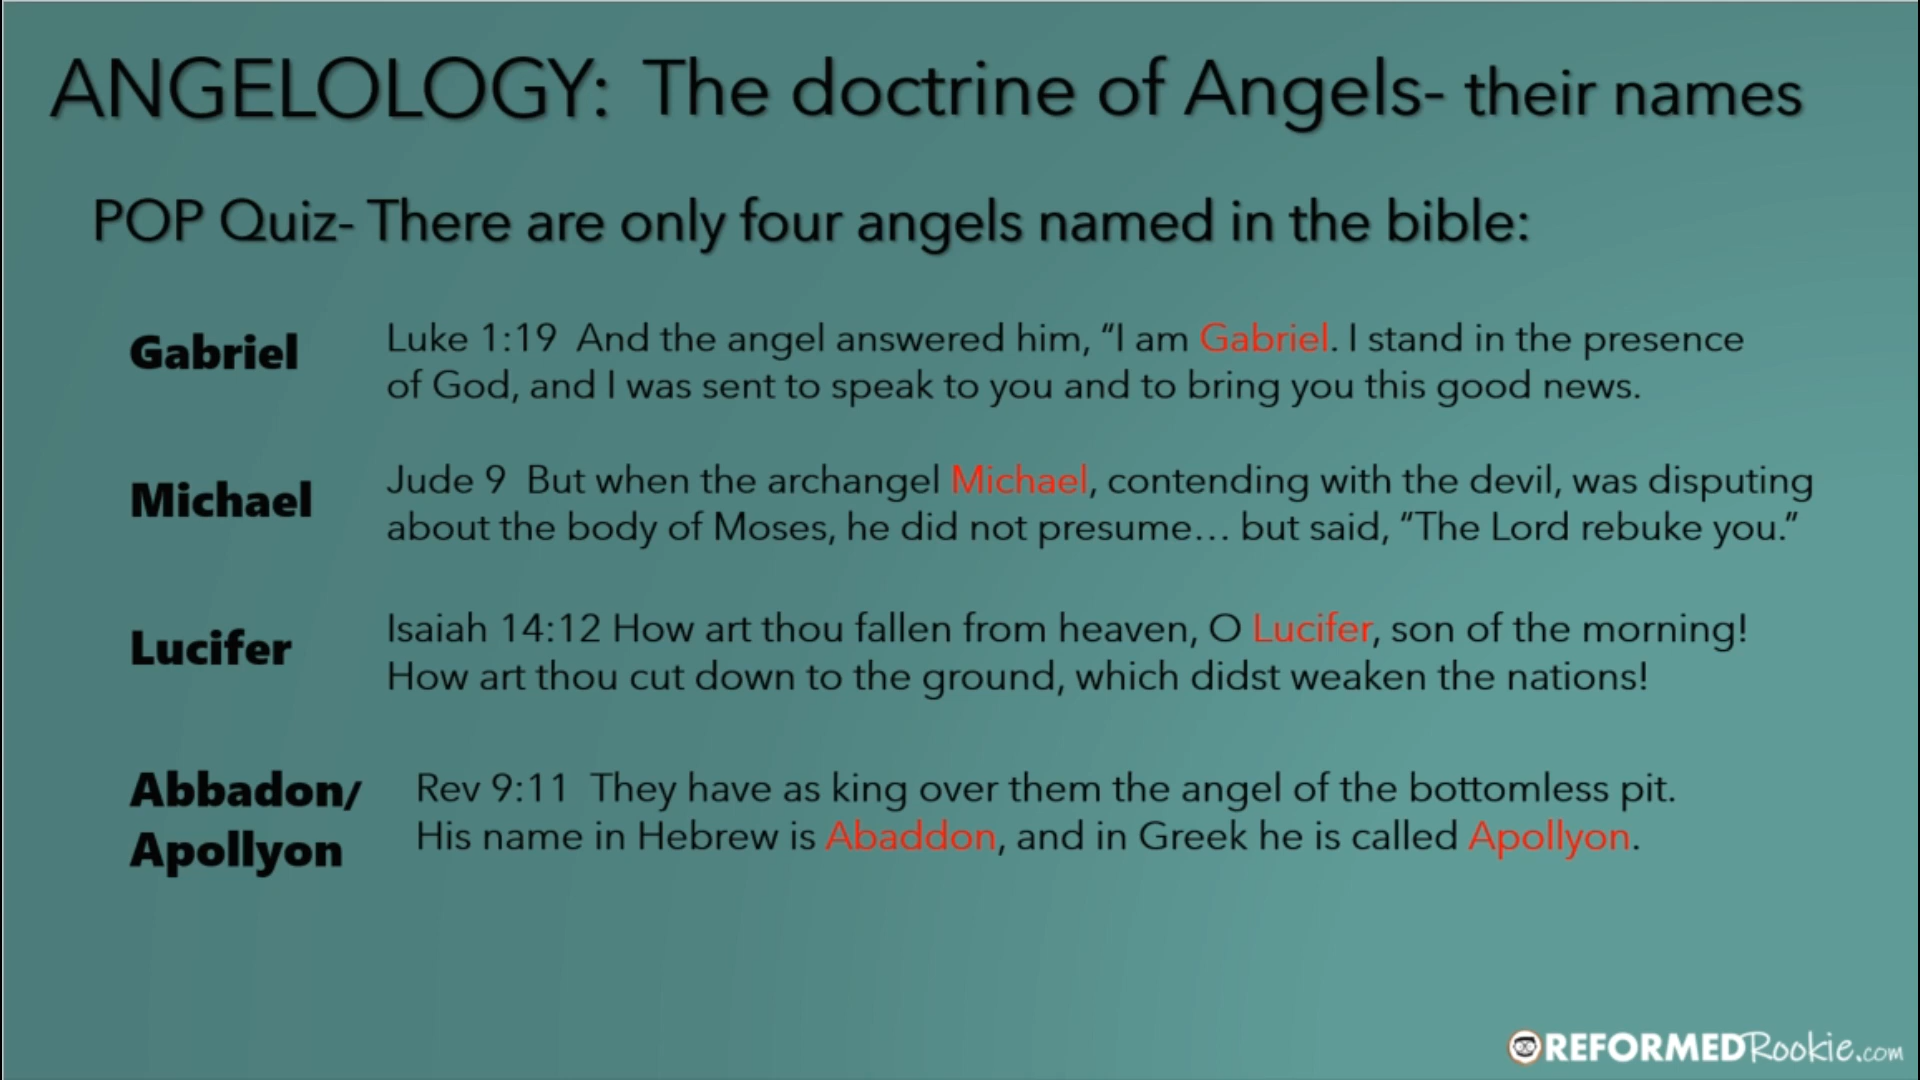 ANGELOLOGY: The doctrine of Angels- their names
POP Quiz- There are only four angels named in the bible:
Gabriel
Luke 1:19 And the angel answered him, “I am Gabriel. I stand in the presence
of God, and I was sent to speak to you and to bring you this good news.
Michael
Jude 9 But when the archangel Michael, contending with the devil, was disputing
about the body of Moses, he did not presume... but said, “The Lord rebuke you.”
Lucifer
Isaiah 14:12 How art thou fallen from heaven, O Lucifer, son of the morning!
How art thou cut down to the ground, which didst weaken the nations!
Abbadon/
Apollyon
Rev 9:11 They have as king over them the angel of the bottomless pit.
His name in Hebrew is Abaddon, and in Greek he is called Apollyon.
REFORMEDRookie.com